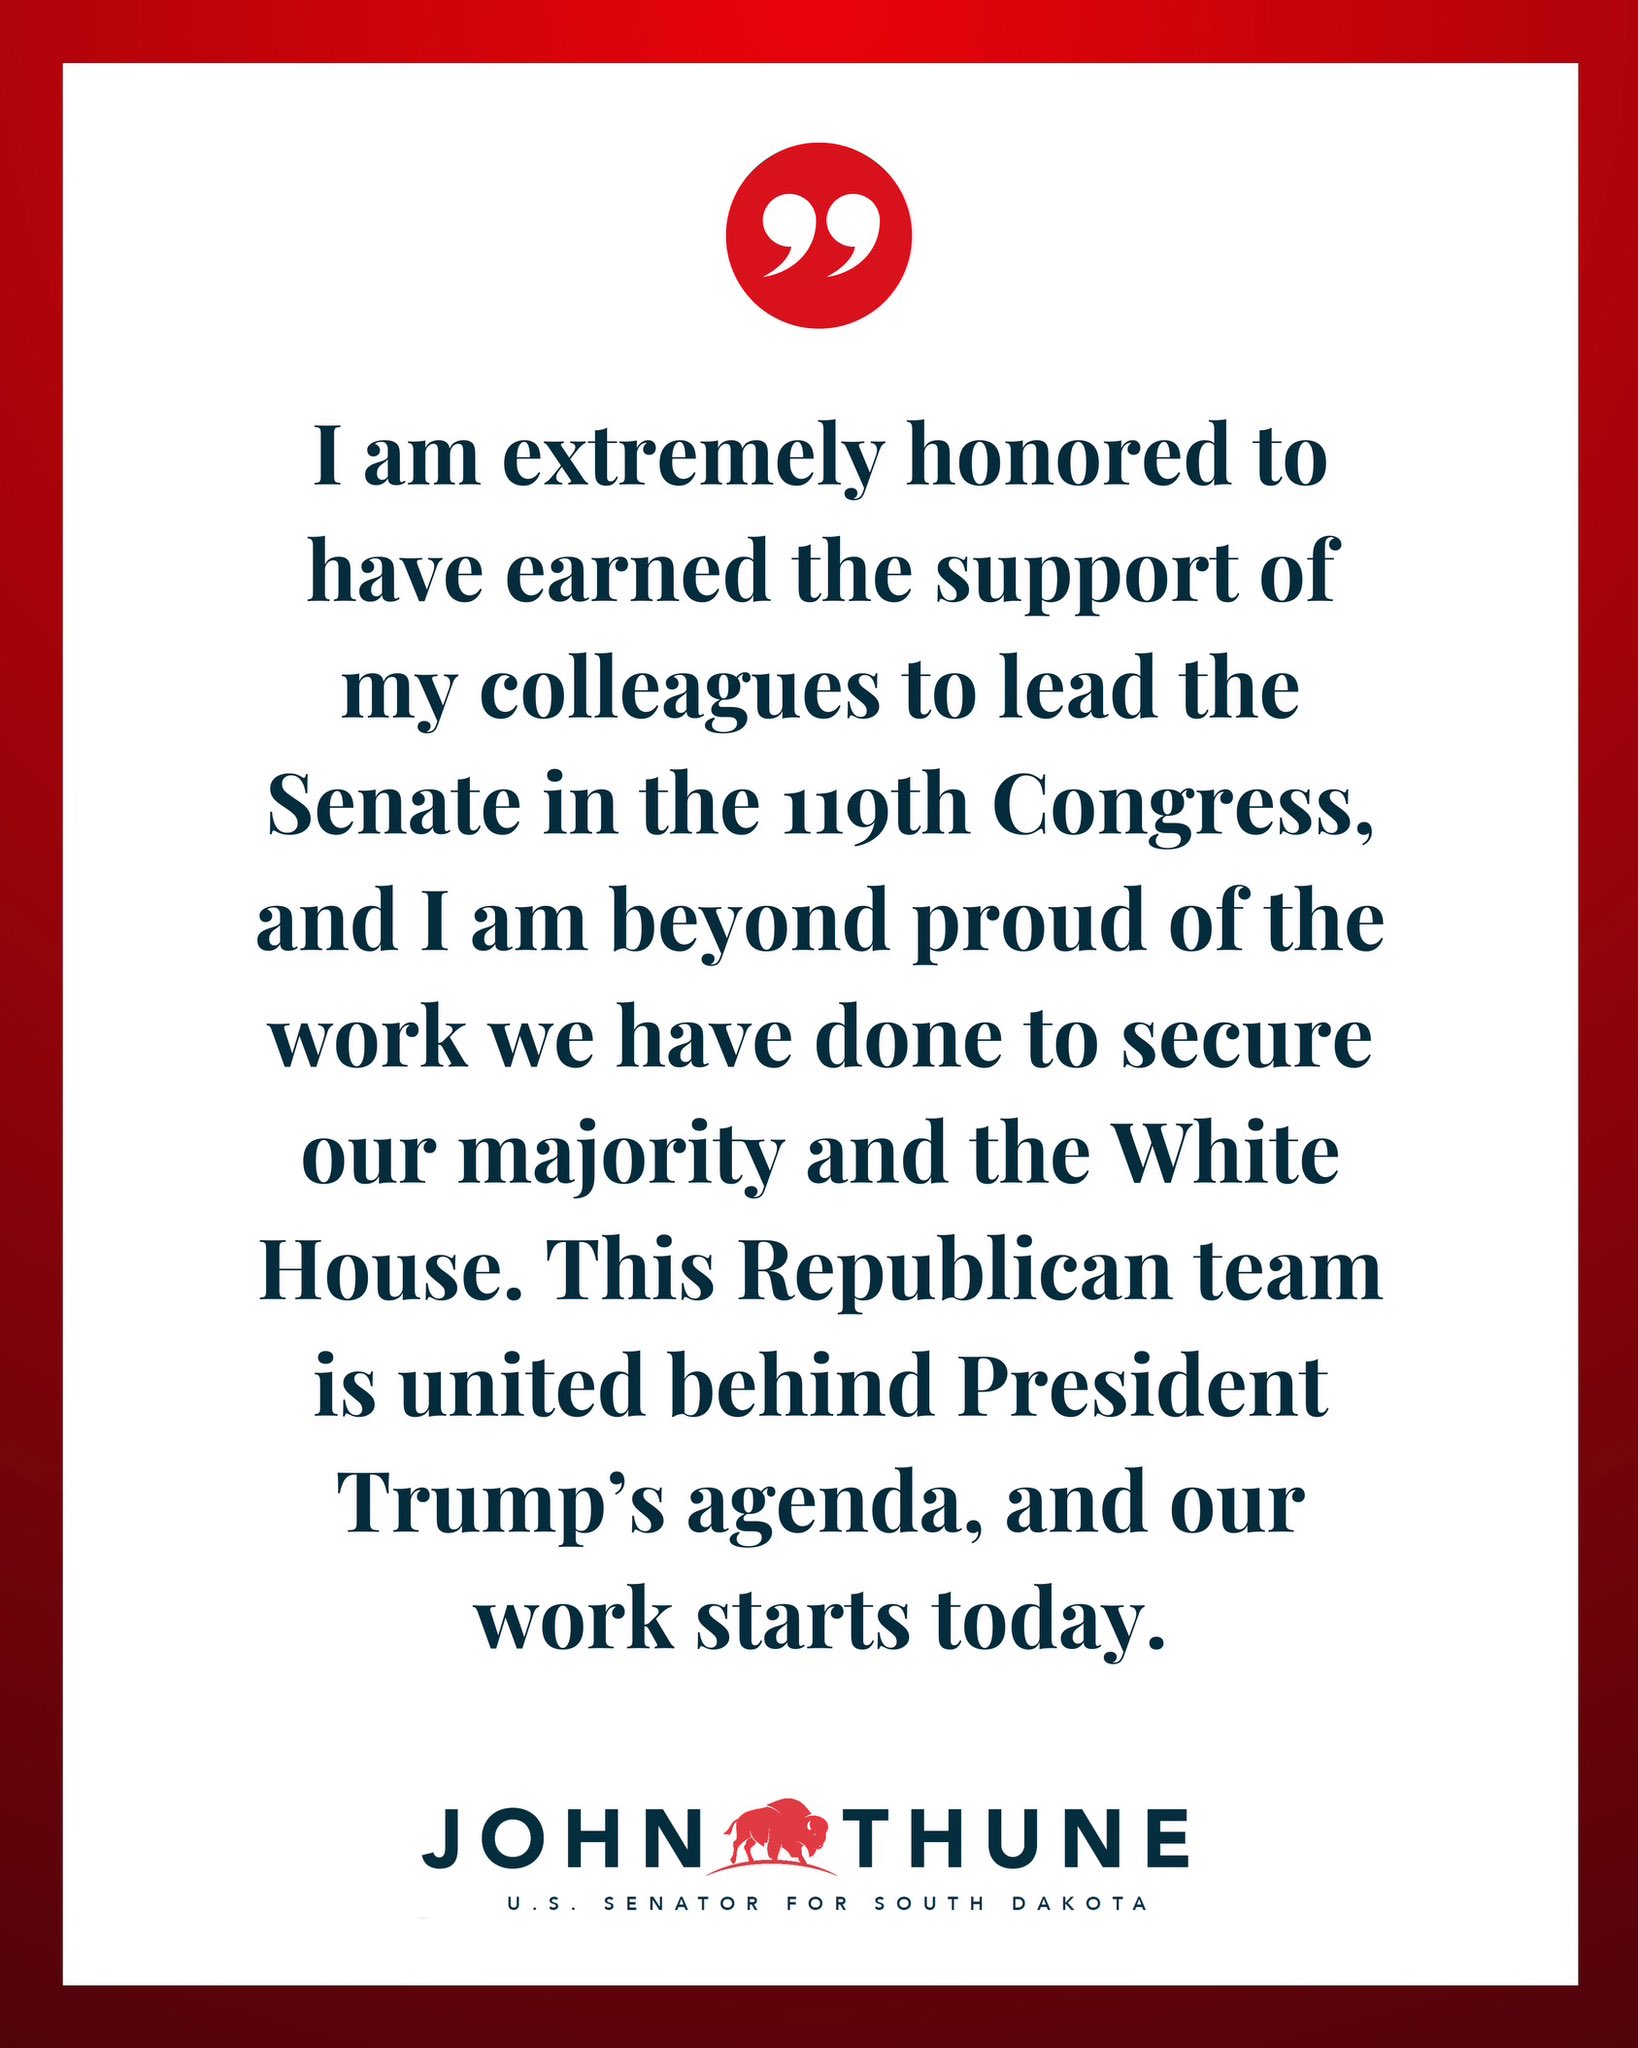 ”
I am extremely honored to
have earned the support of
my colleagues to lead the
Senate in the 119th Congress,
and I am beyond proud of the
work we have done to secure
our majority and the White
House. This Republican team
is united behind President
Trump’s agenda, and our
work starts today.
JOHN THUNE
U.S. SENATOR FOR SOUTH DAKOTA